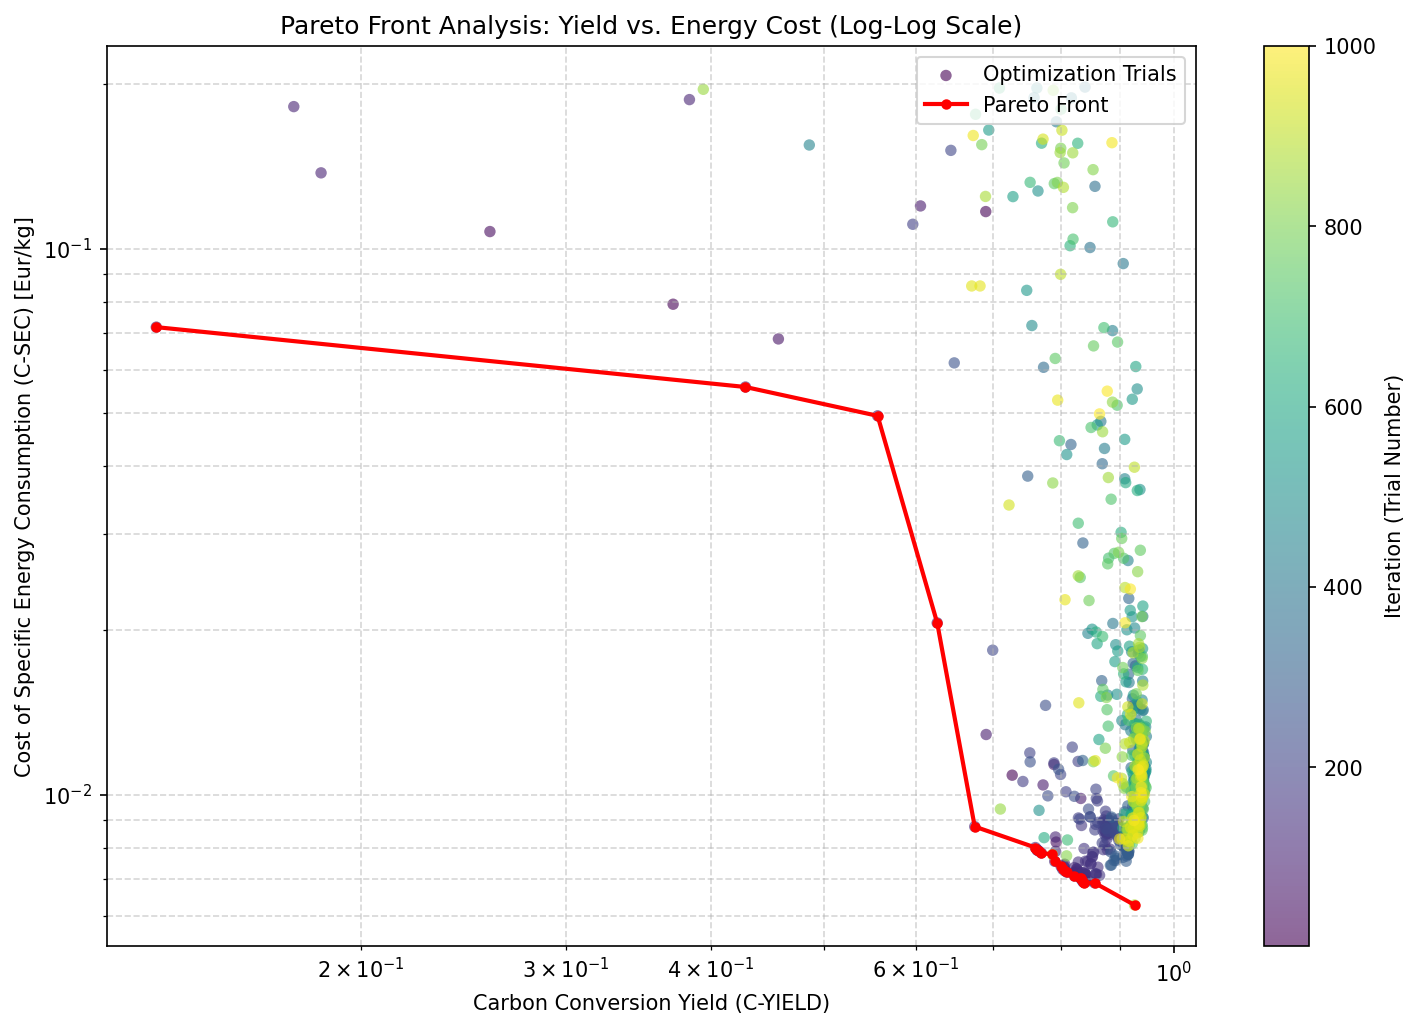 Pareto Front Analysis: Yield vs. Energy Cost (Log-Log Scale)
Optimization Trials
Pareto Front
Cost of Specific Energy Consumption (C-SEC) [Eur/kg]
10⁻¹
10⁻²
2 × 10⁻¹
3 × 10⁻¹
4 × 10⁻¹
6 × 10⁻¹
10⁰
Carbon Conversion Yield (C-YIELD)
1000
800
600
400
200
Iteration (Trial Number)